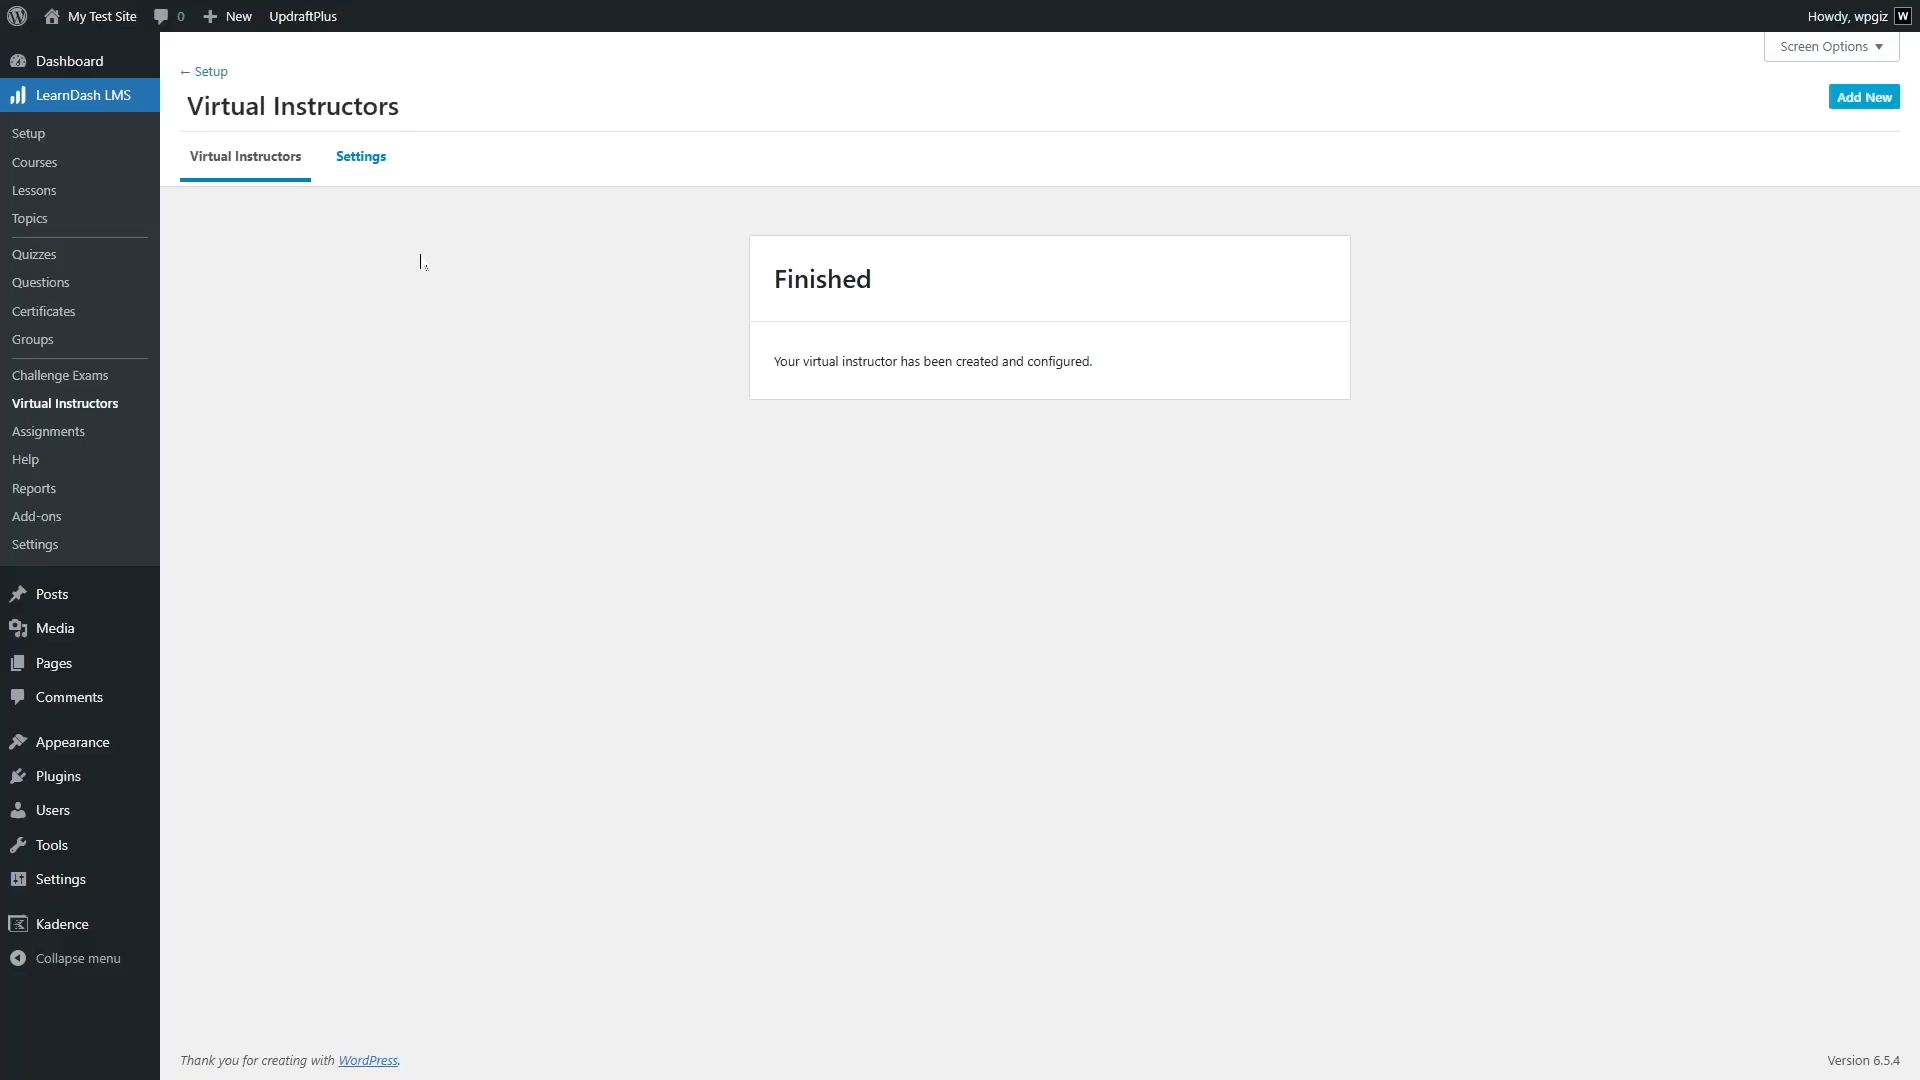 My Test Site
0
New
UpdraftPlus
Howdy, wpgiz
W
Dashboard
LearnDash LMS
Setup
Courses
Lessons
Topics
Quizzes
Questions
Certificates
Groups
Challenge Exams
Virtual Instructors
Assignments
Help
Reports
Add-ons
Settings
Posts
Media
Pages
Comments
Appearance
Plugins
Users
Tools
Settings
Kadence
Collapse menu
Screen Options ▼
← Setup
Virtual Instructors
Add New
Virtual Instructors
Settings
Finished
Your virtual instructor has been created and configured.
Thank you for creating with WordPress.
Version 6.5.4